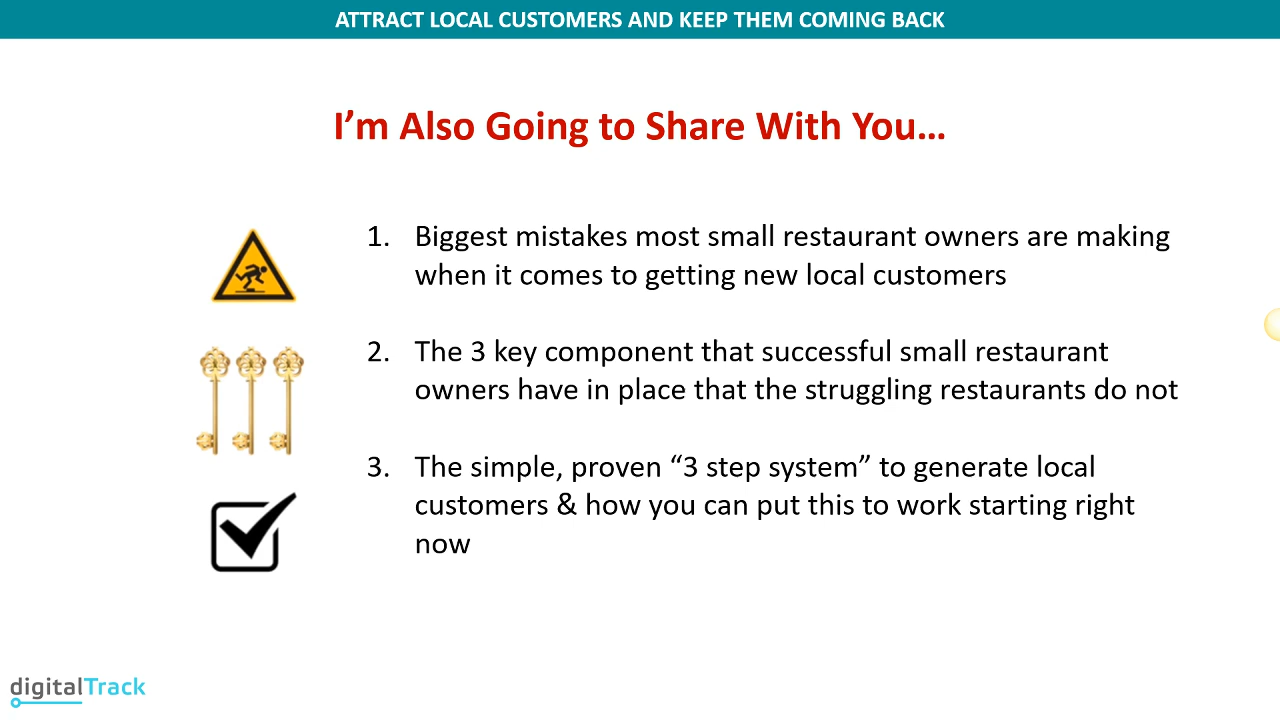 ATTRACT LOCAL CUSTOMERS AND KEEP THEM COMING BACK
I’m Also Going to Share With You…
1. Biggest mistakes most small restaurant owners are making
when it comes to getting new local customers
2. The 3 key component that successful small restaurant
owners have in place that the struggling restaurants do not
3. The simple, proven “3 step system” to generate local
customers & how you can put this to work starting right
now
digitalTrack